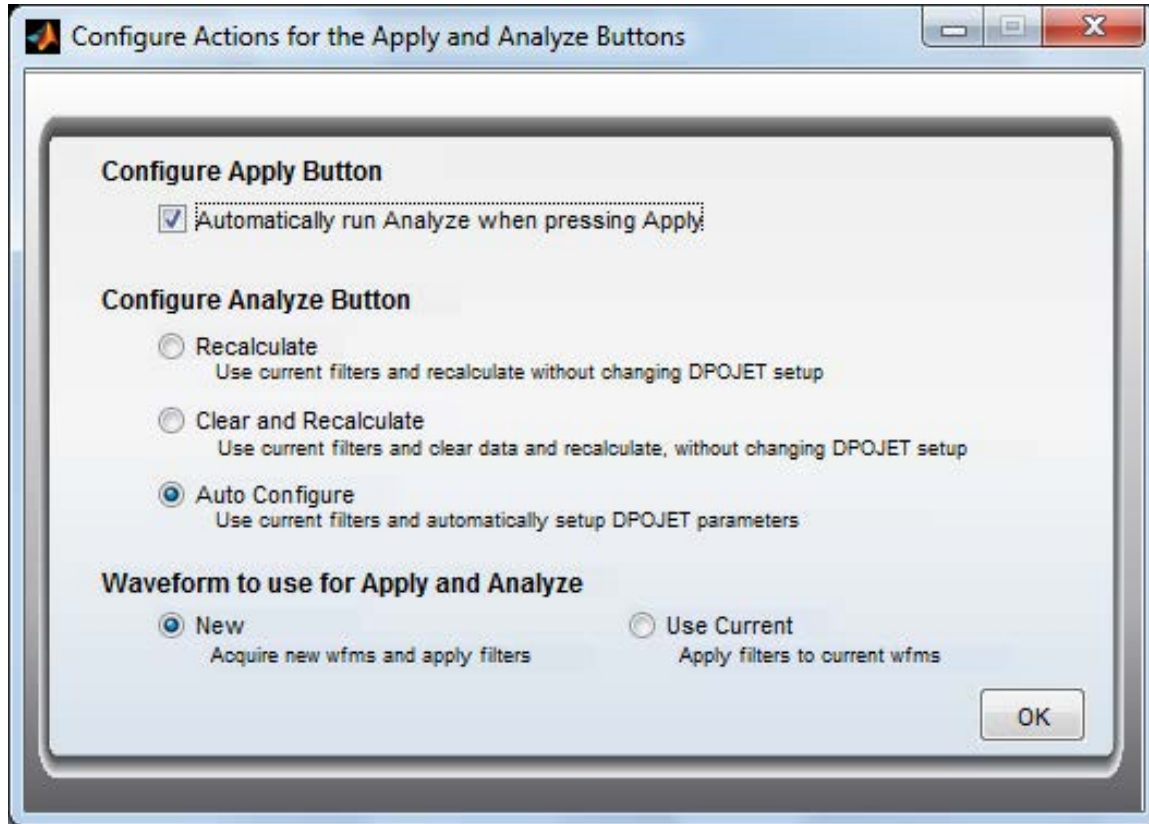 Configure Actions for the Apply and Analyze Buttons
Configure Apply Button
Automatically run Analyze when pressing Apply
Configure Analyze Button
Recalculate
Use current filters and recalculate without changing DPOJET setup
Clear and Recalculate
Use current filters and clear data and recalculate, without changing DPOJET setup
Auto Configure
Use current filters and automatically setup DPOJET parameters
Waveform to use for Apply and Analyze
New Use Current
Acquire new wfms and apply filters Apply filters to current wfms
OK